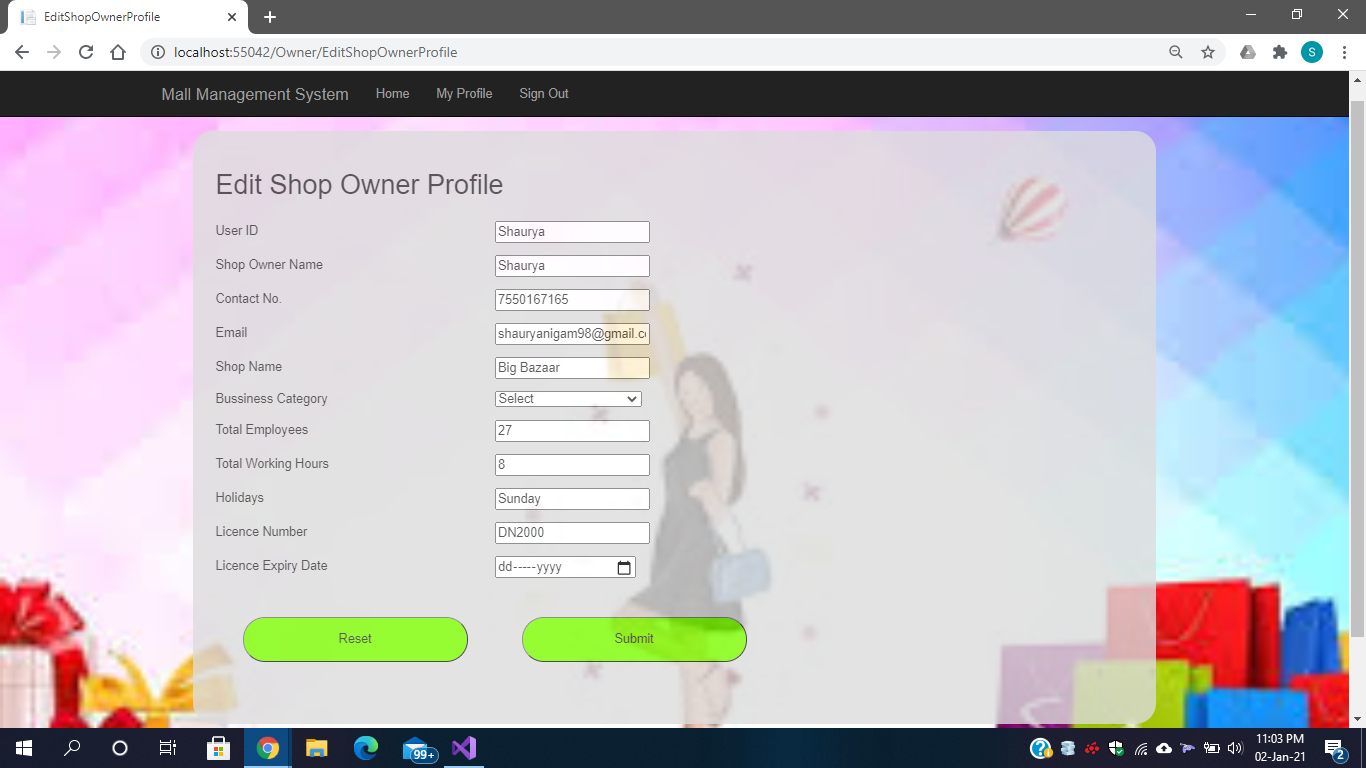 EditShopOwnerProfile
localhost:55042/Owner/EditShopOwnerProfile
S
Mall Management System Home My Profile Sign Out
Edit Shop Owner Profile
User ID Shaurya
Shop Owner Name Shaurya
Contact No. 7550167165
Email shauryanigam98@gmail.c
Shop Name Big Bazaar
Bussiness Category Select
Total Employees 27
Total Working Hours 8
Holidays Sunday
Licence Number DN2000
Licence Expiry Date dd-----yyyy
Reset Submit
99+
11:03 PM
02-Jan-21
2